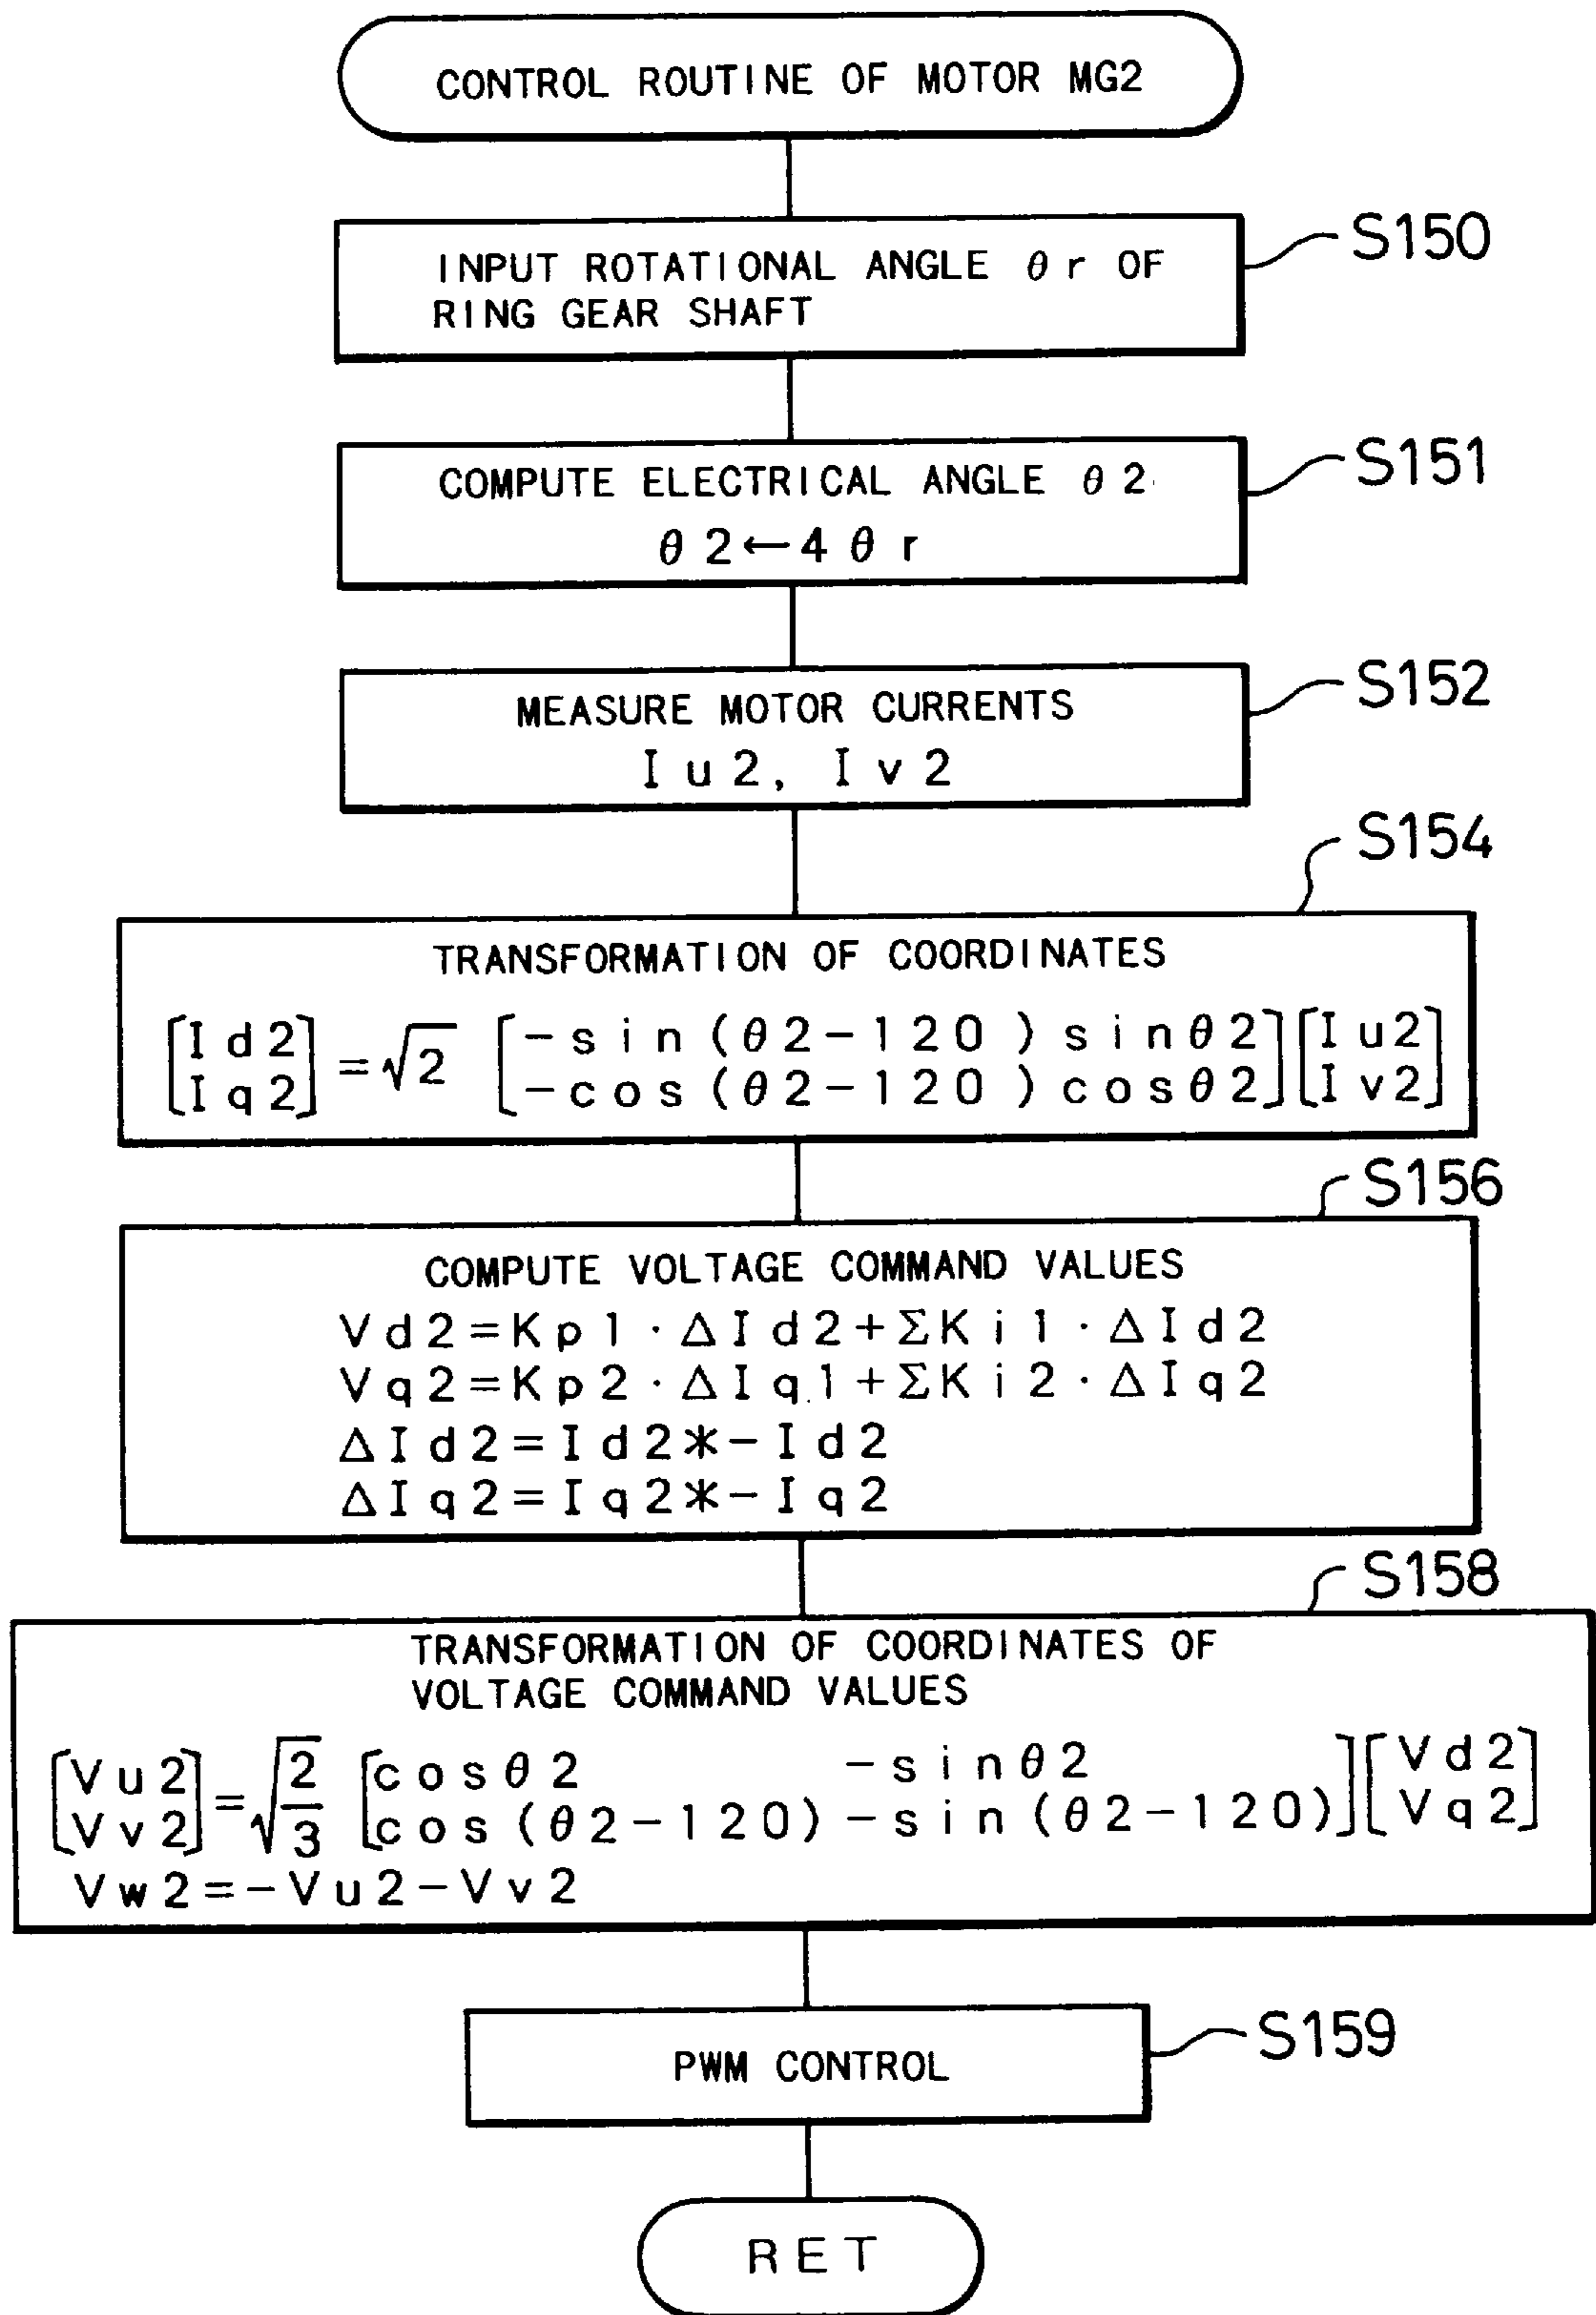 CONTROL ROUTINE OF MOTOR MG2
S150
INPUT ROTATIONAL ANGLE θr OF
RING GEAR SHAFT
S151
COMPUTE ELECTRICAL ANGLE θ2
θ2←4θr
S152
MEASURE MOTOR CURRENTS
Iu2, Iv2
S154
TRANSFORMATION OF COORDINATES
[Id2] = √2 [-sin(θ2-120) sinθ2] [Iu2]
[Iq2] [-cos(θ2-120) cosθ2] [Iv2]
S156
COMPUTE VOLTAGE COMMAND VALUES
Vd2=Kp1·ΔId2+ΣKi1·ΔId2
Vq2=Kp2·ΔIq1+ΣKi2·ΔIq2
ΔId2=Id2*-Id2
ΔIq2=Iq2*-Iq2
S158
TRANSFORMATION OF COORDINATES OF
VOLTAGE COMMAND VALUES
[Vu2] = √2/3 [cosθ2 -sinθ2] [Vd2]
[Vv2] [cos(θ2-120) -sin(θ2-120)] [Vq2]
Vw2=-Vu2-Vv2
S159
PWM CONTROL
RET